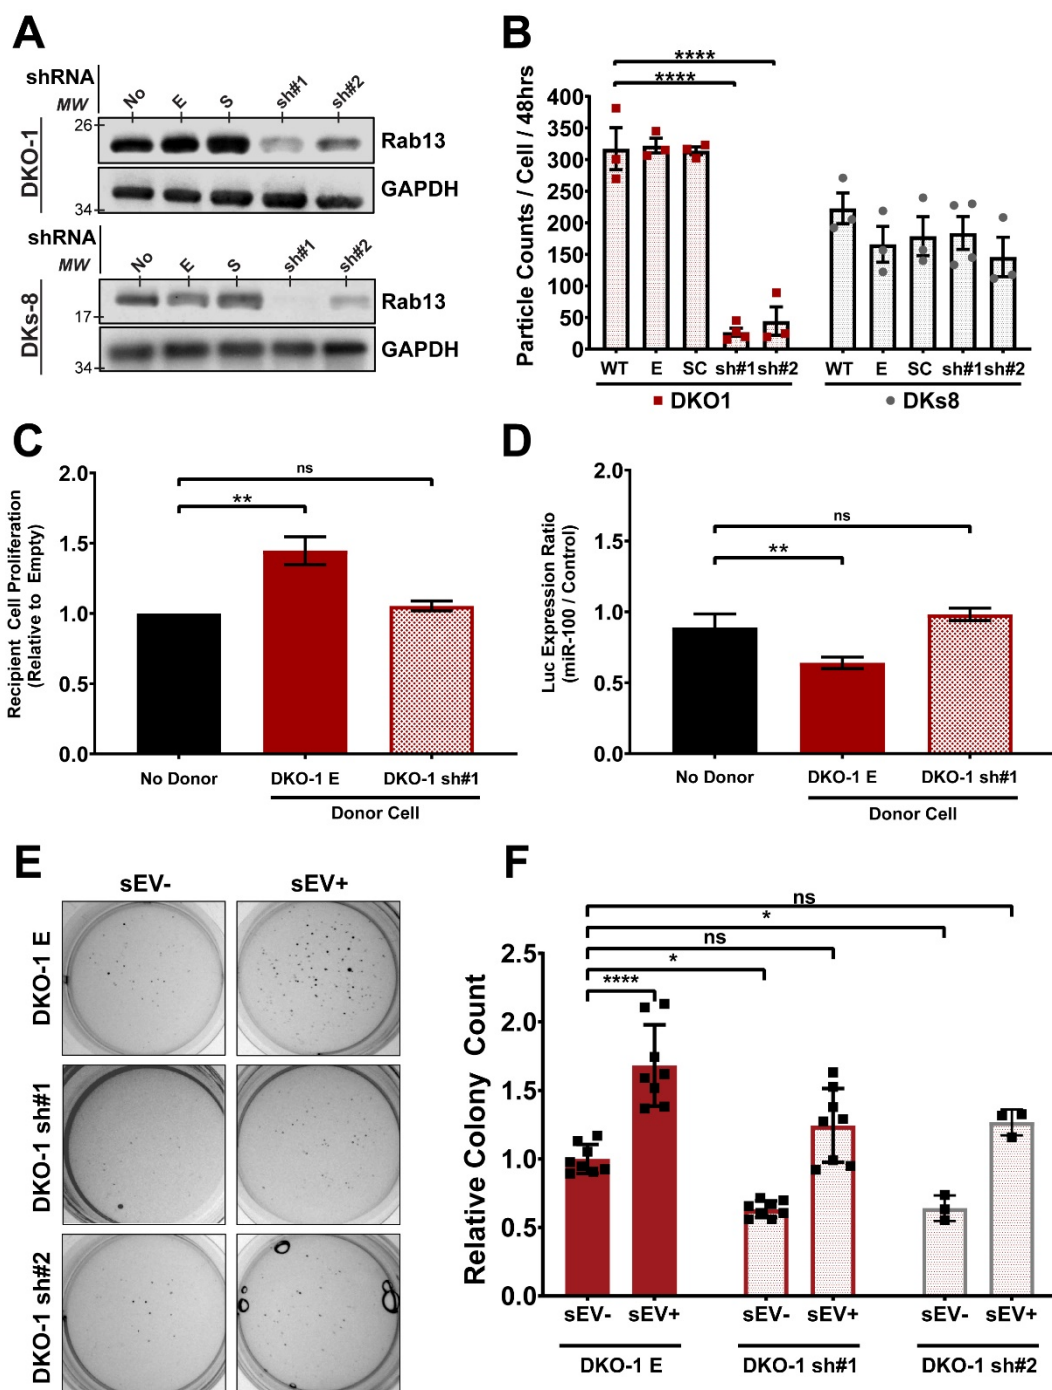 A
shRNA
MW
No
E
S
sh#1
sh#2
DKO-1
26
34
Rab13
GAPDH
shRNA
MW
No
E
S
sh#1
sh#2
DKs-8
17
34
Rab13
GAPDH
B
****
****
Particle Counts / Cell / 48hrs
400
350
300
250
200
150
100
50
0
WT E SC sh#1 sh#2 WT E SC sh#1 sh#2
DKO1 DKs8
C
Recipient Cell Proliferation
(Relative to Empty)
2.0
1.5
1.0
0.5
0.0
ns
**
No Donor DKO-1 E DKO-1 sh#1
Donor Cell
D
Luc Expression Ratio
(miR-100 / Control)
2.0
1.5
1.0
0.5
0.0
ns
**
No Donor DKO-1 E DKO-1 sh#1
Donor Cell
E
sEV- sEV+
DKO-1 E
DKO-1 sh#1
DKO-1 sh#2
F
ns
*
ns
*
****
Relative Colony Count
2.5
2.0
1.5
1.0
0.5
0.0
sEV- sEV+ sEV- sEV+ sEV- sEV+
DKO-1 E DKO-1 sh#1 DKO-1 sh#2